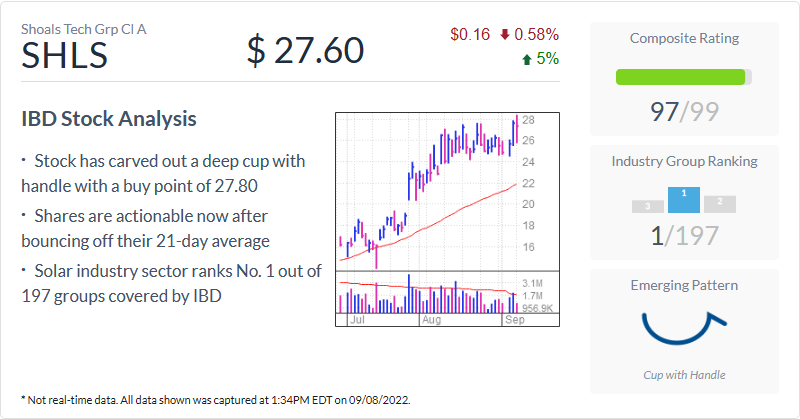 Shoals Tech Grp Cl A
SHLS
$ 27.60
$0.16 0.58%
5%
IBD Stock Analysis
· Stock has carved out a deep cup with
handle with a buy point of 27.80
· Shares are actionable now after
bouncing off their 21-day average
· Solar industry sector ranks No. 1 out of
197 groups covered by IBD
28
26
24
22
20
18
16
3.1M
1.7M
956.9K
Jul Aug Sep
Composite Rating
97/99
Industry Group Ranking
3 1 2
1/197
Emerging Pattern
Cup with Handle
* Not real-time data. All data shown was captured at 1:34PM EDT on 09/08/2022.